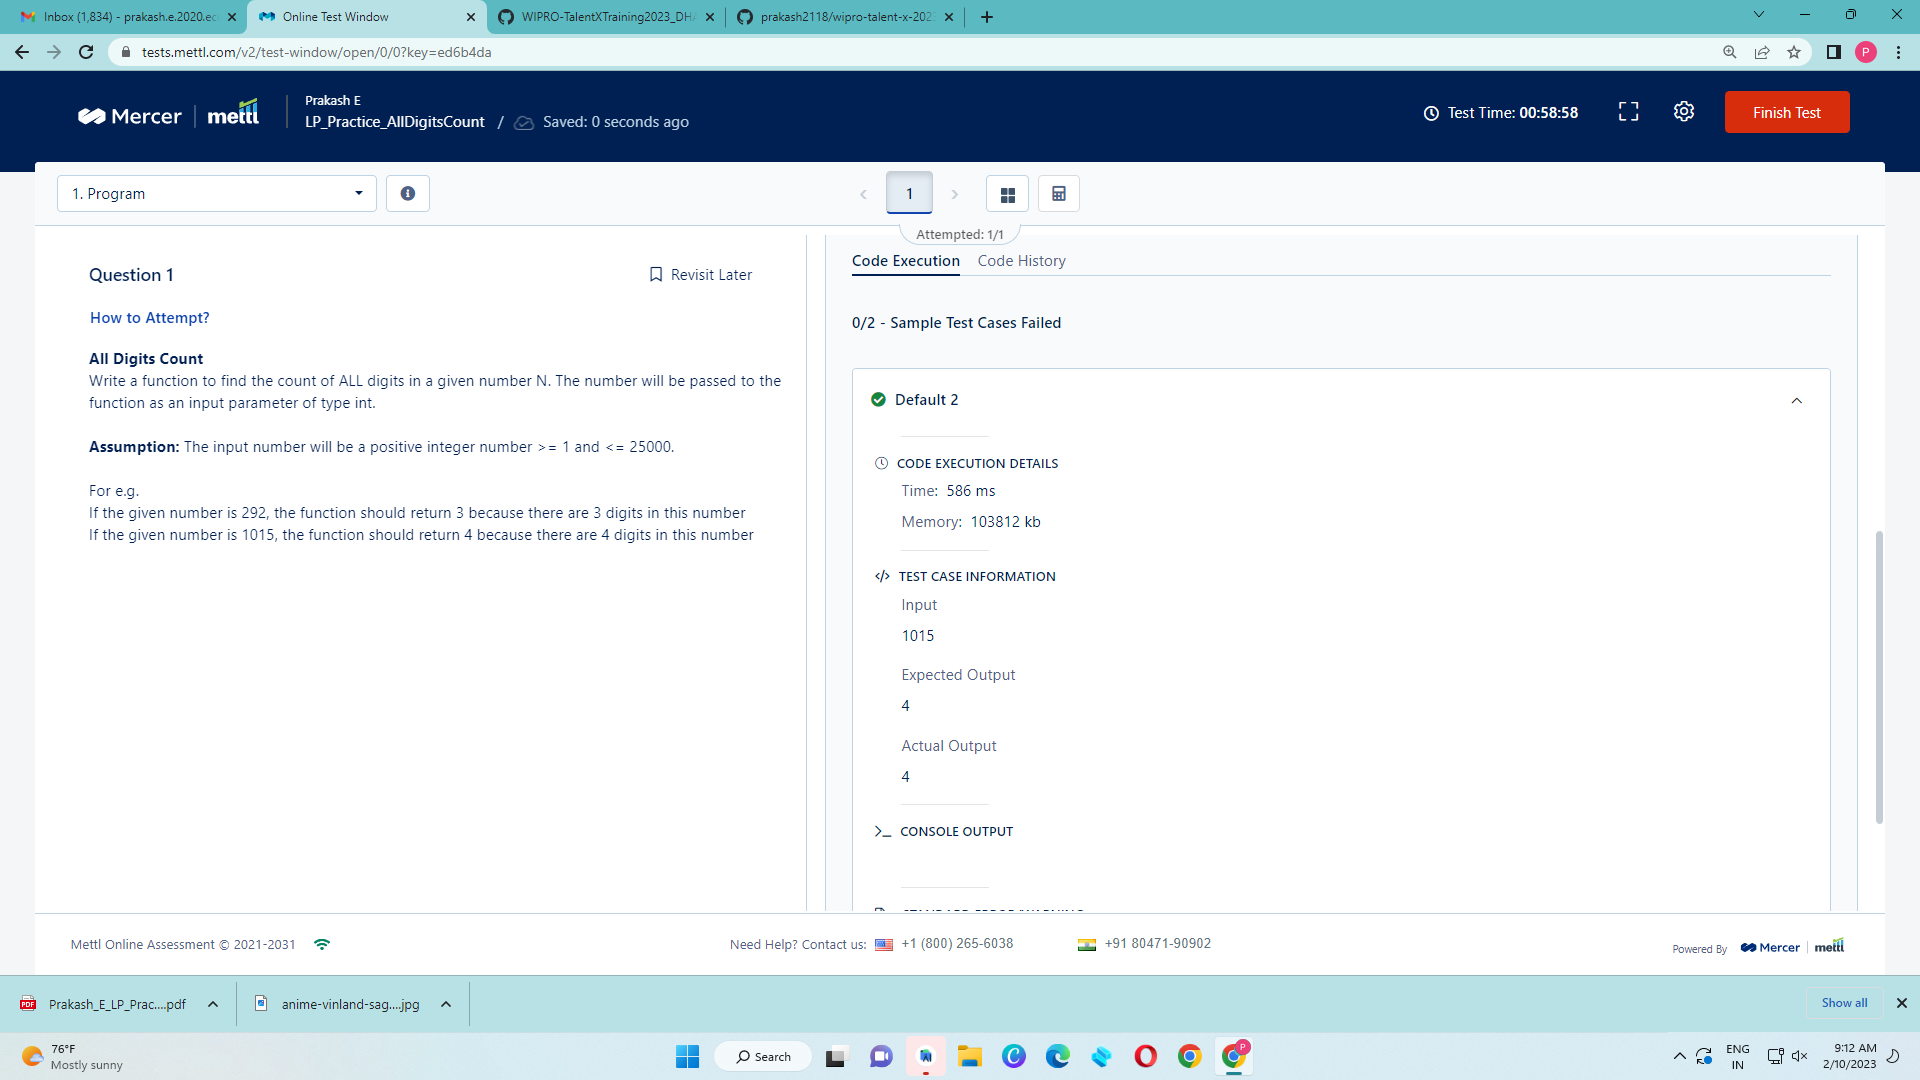 Inbox (1,834) - prakash.e.2020.ec
Online Test Window
WIPRO-TalentXTraining2023_DHA
prakash2118/wipro-talent-x-2023
tests.mettl.com/v2/test-window/open/0/0?key=ed6b4da
P
Mercer | mettl
Prakash E
LP_Practice_AllDigitsCount / Saved: 0 seconds ago
Test Time: 00:58:58
Finish Test
1. Program
1
Attempted: 1/1
Question 1
Revisit Later
How to Attempt?
All Digits Count
Write a function to find the count of ALL digits in a given number N. The number will be passed to the
function as an input parameter of type int.
Assumption: The input number will be a positive integer number >= 1 and <= 25000.
For e.g.
If the given number is 292, the function should return 3 because there are 3 digits in this number
If the given number is 1015, the function should return 4 because there are 4 digits in this number
Code Execution Code History
0/2 - Sample Test Cases Failed
Default 2
CODE EXECUTION DETAILS
Time: 586 ms
Memory: 103812 kb
</> TEST CASE INFORMATION
Input
1015
Expected Output
4
Actual Output
4
CONSOLE OUTPUT
Mettl Online Assessment © 2021-2031
Need Help? Contact us: +1 (800) 265-6038 +91 80471-90902
Powered By Mercer | mettl
Prakash_E_LP_Prac....pdf
anime-vinland-sag....jpg
Show all
76°F
Mostly sunny
Search
ENG
IN
9:12 AM
2/10/2023